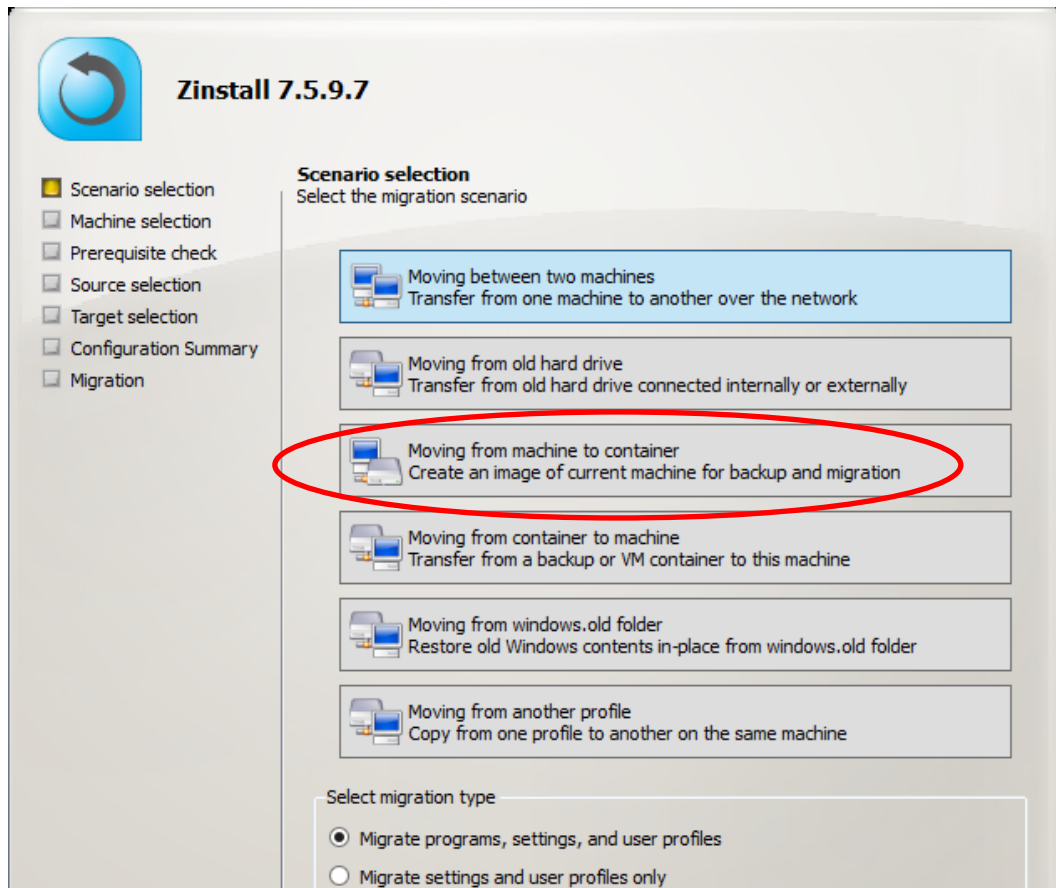 Zinstall 7.5.9.7
Scenario selection
Machine selection
Prerequisite check
Source selection
Target selection
Configuration Summary
Migration
Scenario selection
Select the migration scenario
Moving between two machines
Transfer from one machine to another over the network
Moving from old hard drive
Transfer from old hard drive connected internally or externally
Moving from machine to container
Create an image of current machine for backup and migration
Moving from container to machine
Transfer from a backup or VM container to this machine
Moving from windows.old folder
Restore old Windows contents in-place from windows.old folder
Moving from another profile
Copy from one profile to another on the same machine
Select migration type
Migrate programs, settings, and user profiles
Migrate settings and user profiles only